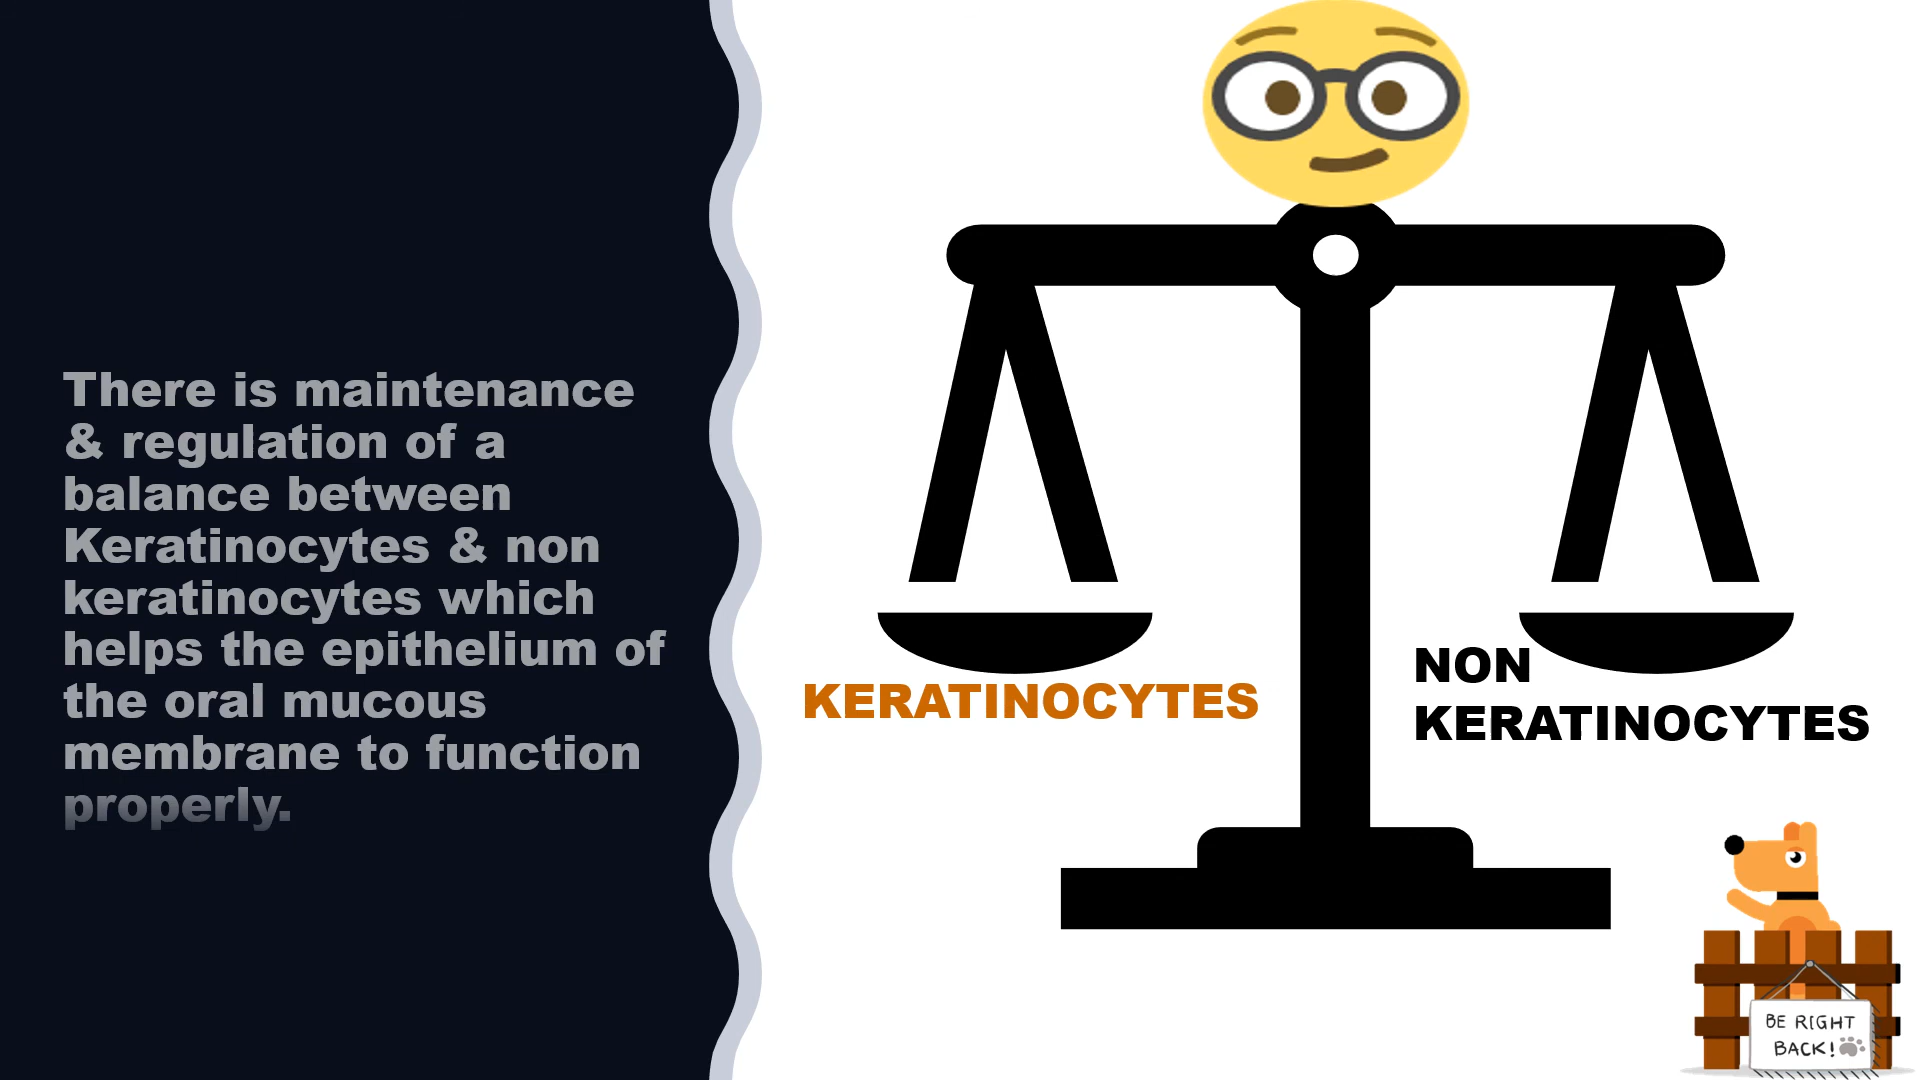 There is maintenance
& regulation of a
balance between
Keratinocytes & non
keratinocytes which
helps the epithelium of
the oral mucous
membrane to function
properly.
KERATINOCYTES
NON
KERATINOCYTES
BE RIGHT
BACK!